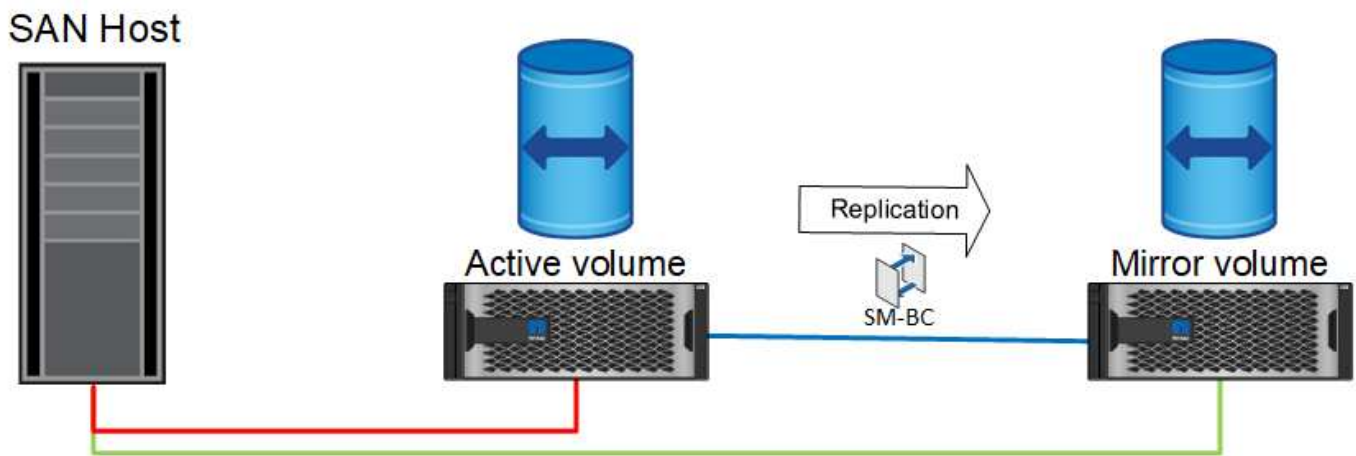 SAN Host
Replication
Active volume
SM-BC
Mirror volume